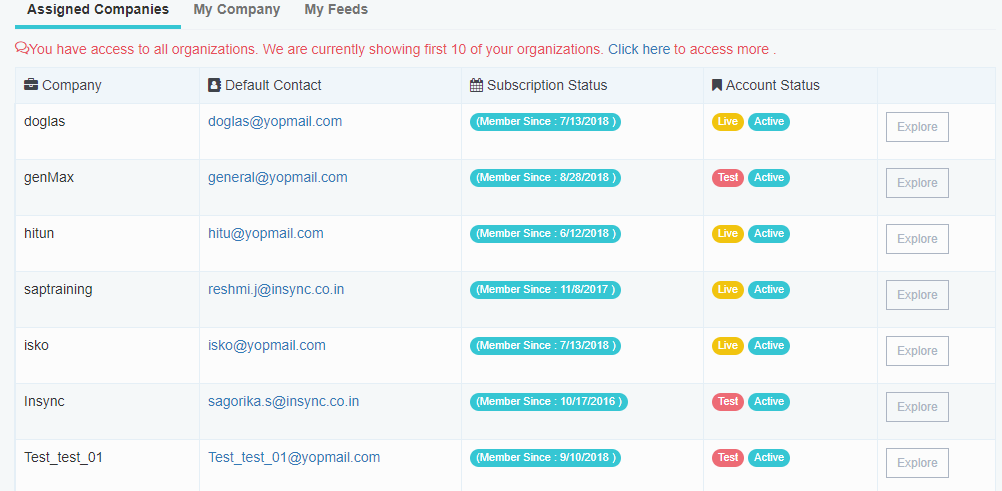 Assigned Companies My Company My Feeds
You have access to all organizations. We are currently showing first 10 of your organizations. Click here to access more .
Company Default Contact Subscription Status Account Status
doglas doglas@yopmail.com (Member Since : 7/13/2018 ) Live Active Explore
genMax general@yopmail.com (Member Since : 8/28/2018 ) Test Active Explore
hitun hitu@yopmail.com (Member Since : 6/12/2018 ) Live Active Explore
saptraining reshmi.j@insync.co.in (Member Since : 11/8/2017 ) Live Active Explore
isko isko@yopmail.com (Member Since : 7/13/2018 ) Live Active Explore
Insync sagorika.s@insync.co.in (Member Since : 10/17/2016 ) Test Active Explore
Test_test_01 Test_test_01@yopmail.com (Member Since : 9/10/2018 ) Test Active Explore